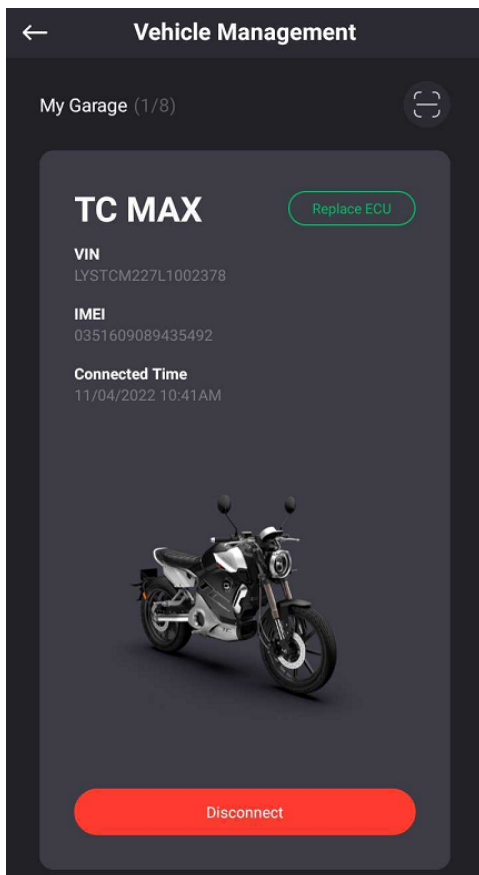 Vehicle Management
My Garage (1/8)
TC MAX
Replace ECU
VIN
LYSTCM227L1002378
IMEI
0351609089435492
Connected Time
11/04/2022 10:41AM
TC
Disconnect